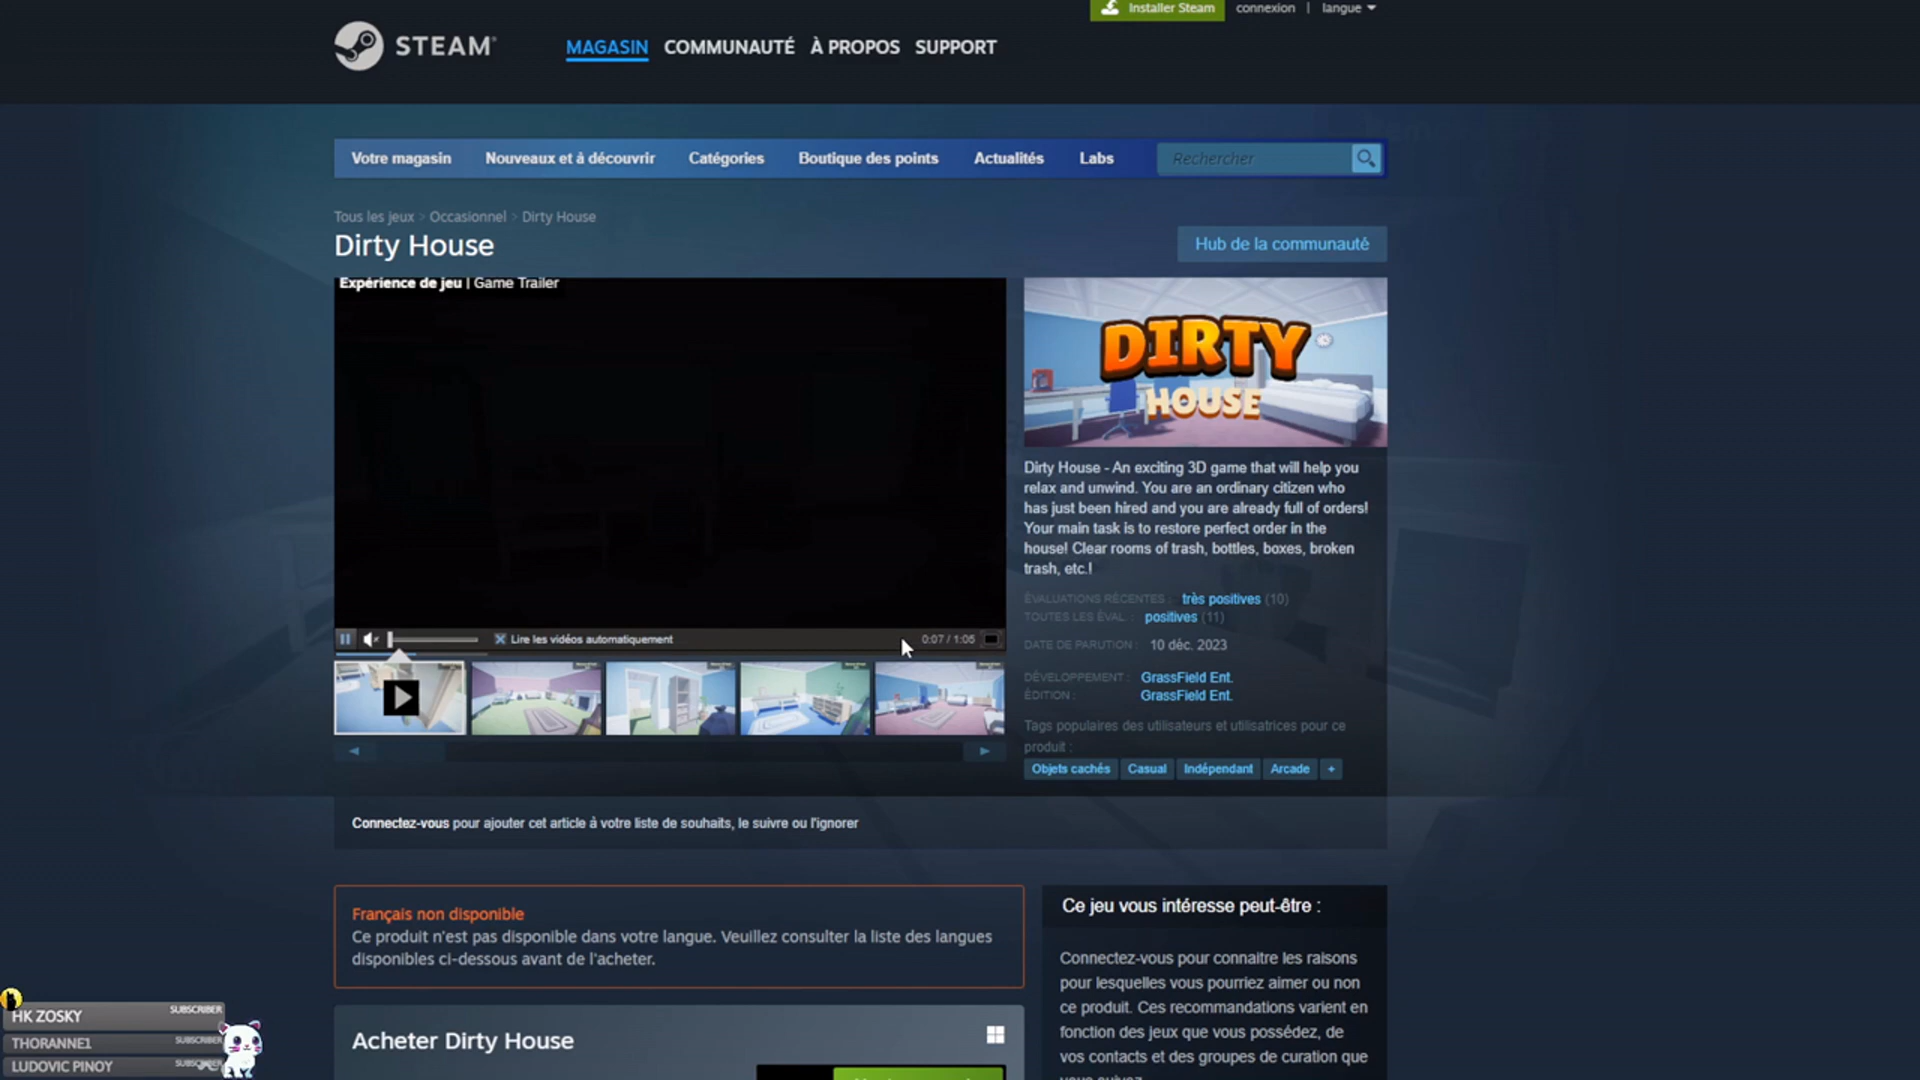 Installer Steam
connexion | langue
STEAM
MAGASIN COMMUNAUTÉ À PROPOS SUPPORT
Votre magasin Nouveaux et à découvrir Catégories Boutique des points Actualités Labs Rechercher
Tous les jeux > Occasionnel > Dirty House
Dirty House
Hub de la communauté
Expérience de jeu | Game Trailer
Lire les vidéos automatiquement
0:07 / 1:05
DIRTY
HOUSE
Dirty House - An exciting 3D game that will help you
relax and unwind. You are an ordinary citizen who
has just been hired and you are already full of orders!
Your main task is to restore perfect order in the
house! Clear rooms of trash, bottles, boxes, broken
trash, etc.!
ÉVALUATIONS RÉCENTES : très positives (10)
TOUTES LES ÉVAL. : positives (11)
DATE DE PARUTION : 10 déc. 2023
DÉVELOPPEMENT : GrassField Ent.
ÉDITION : GrassField Ent.
Tags populaires des utilisateurs et utilisatrices pour ce
produit :
Objets cachés Casual Indépendant Arcade +
Connectez-vous pour ajouter cet article à votre liste de souhaits, le suivre ou l'ignorer
Français non disponible
Ce produit n'est pas disponible dans votre langue. Veuillez consulter la liste des langues
disponibles ci-dessous avant de l'acheter.
Acheter Dirty House
Ce jeu vous intéresse peut-être :
Connectez-vous pour connaitre les raisons
pour lesquelles vous pourriez aimer ou non
ce produit. Ces recommandations varient en
fonction des jeux que vous possédez, de
vos contacts et des groupes de curation que
HK ZOSKY SUBSCRIBER
THORANNE1 SUBSCRIBER
LUDOVIC PINOY